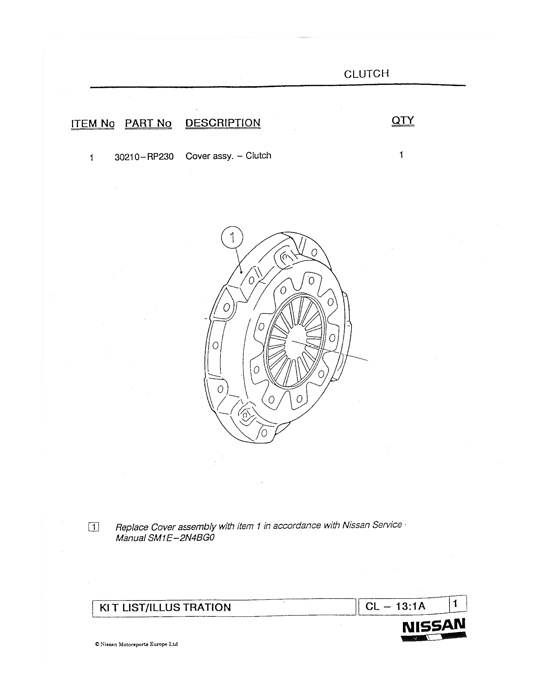 CLUTCH
ITEM No PART No DESCRIPTION QTY
1 30210-RP230 Cover assy. - Clutch 1
1
1 Replace Cover assembly with item 1 in accordance with Nissan Service
Manual SM1E-2N4BG0
KIT LIST/ILLUSTRATION CL - 13:1A 1
NISSAN
© Nissan Motorsports Europe Ltd